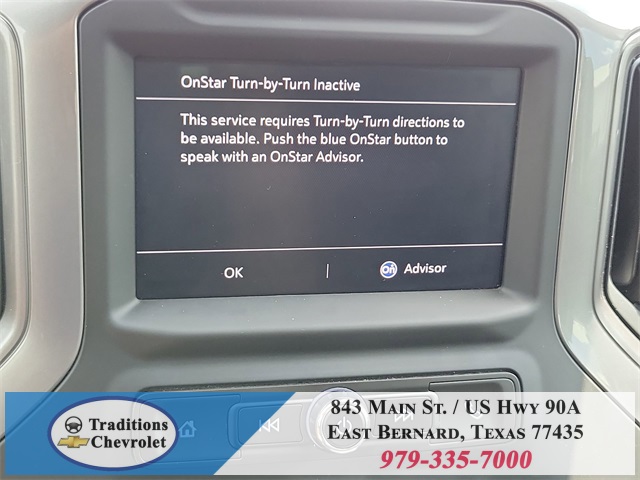 OnStar Turn-by-Turn Inactive
This service requires Turn-by-Turn directions to
be available. Push the blue OnStar button to
speak with an OnStar Advisor.
OK | On Advisor
Traditions
Chevrolet
843 Main St. / US Hwy 90A
East Bernard, Texas 77435
979-335-7000